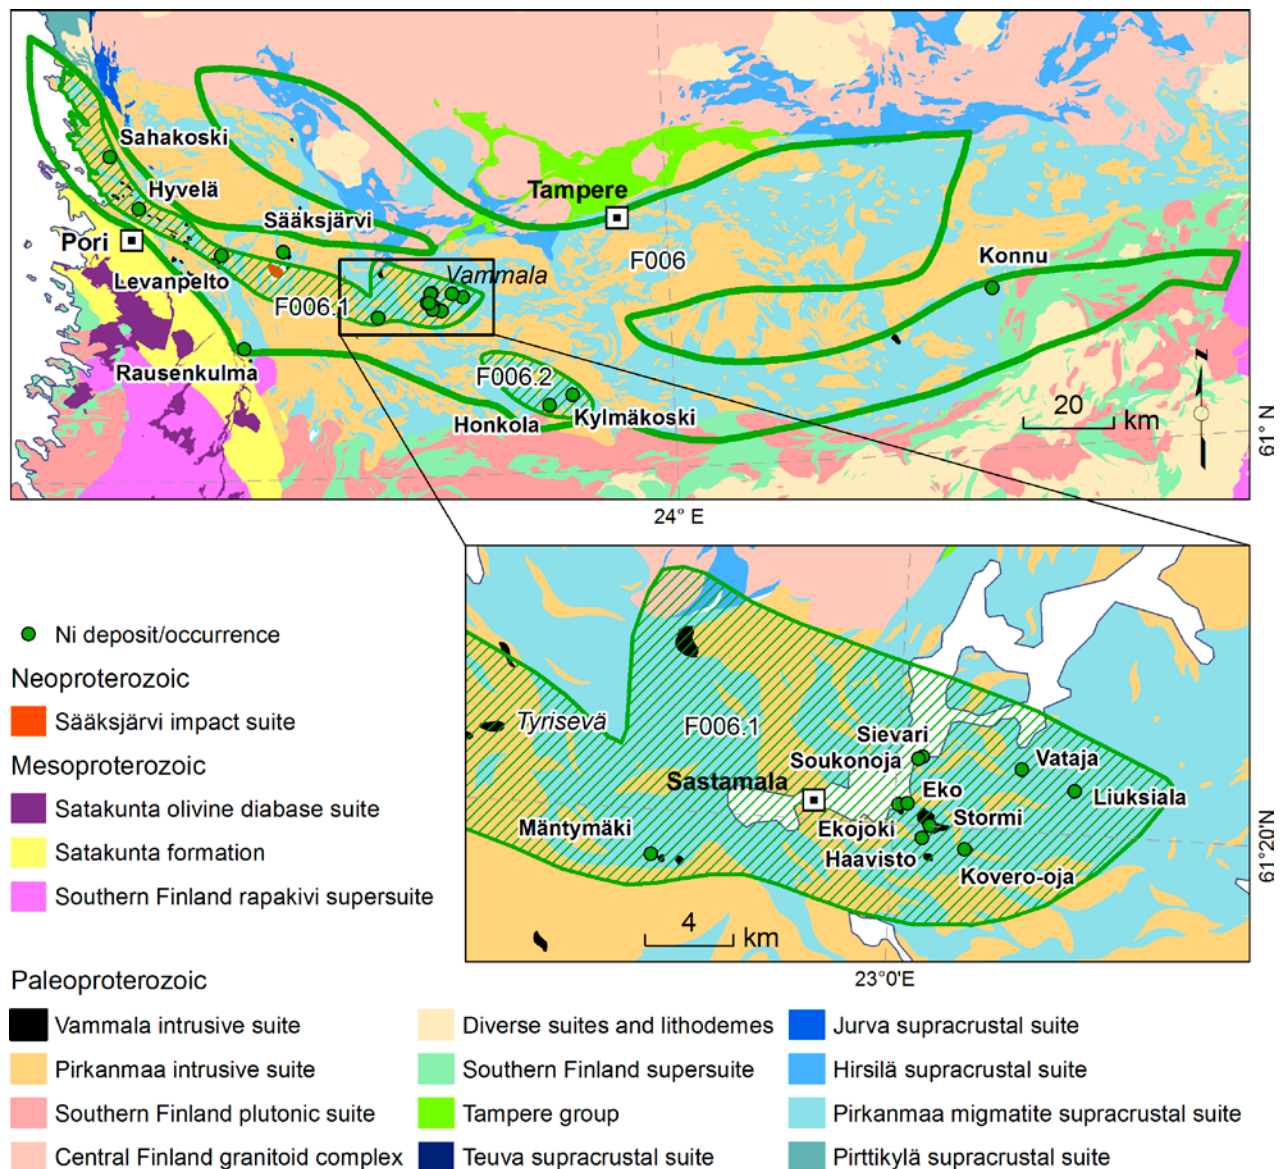 Sahakoski
Hyvelä
Sääksjärvi
Tampere
Pori
Vammala
F006
Konnu
Levanpelto
F006.1
Rausenkulma
F006.2
Honkola
Kylmäkoski
20
km
N
61° N
24° E
Tyrisevä
F006.1
Sievari
Soukonoja
Vataja
Sastamala
Eko
Liuksiala
Ekojoki
Stormi
Mäntymäki
Haavisto
Kovero-oja
4
km
61°20'N
23°0'E
Ni deposit/occurrence
Neoproterozoic
Sääksjärvi impact suite
Mesoproterozoic
Satakunta olivine diabase suite
Satakunta formation
Southern Finland rapakivi supersuite
Paleoproterozoic
Vammala intrusive suite
Pirkanmaa intrusive suite
Southern Finland plutonic suite
Central Finland granitoid complex
Diverse suites and lithodemes
Southern Finland supersuite
Tampere group
Teuva supracrustal suite
Jurva supracrustal suite
Hirsilä supracrustal suite
Pirkanmaa migmatite supracrustal suite
Pirttikylä supracrustal suite